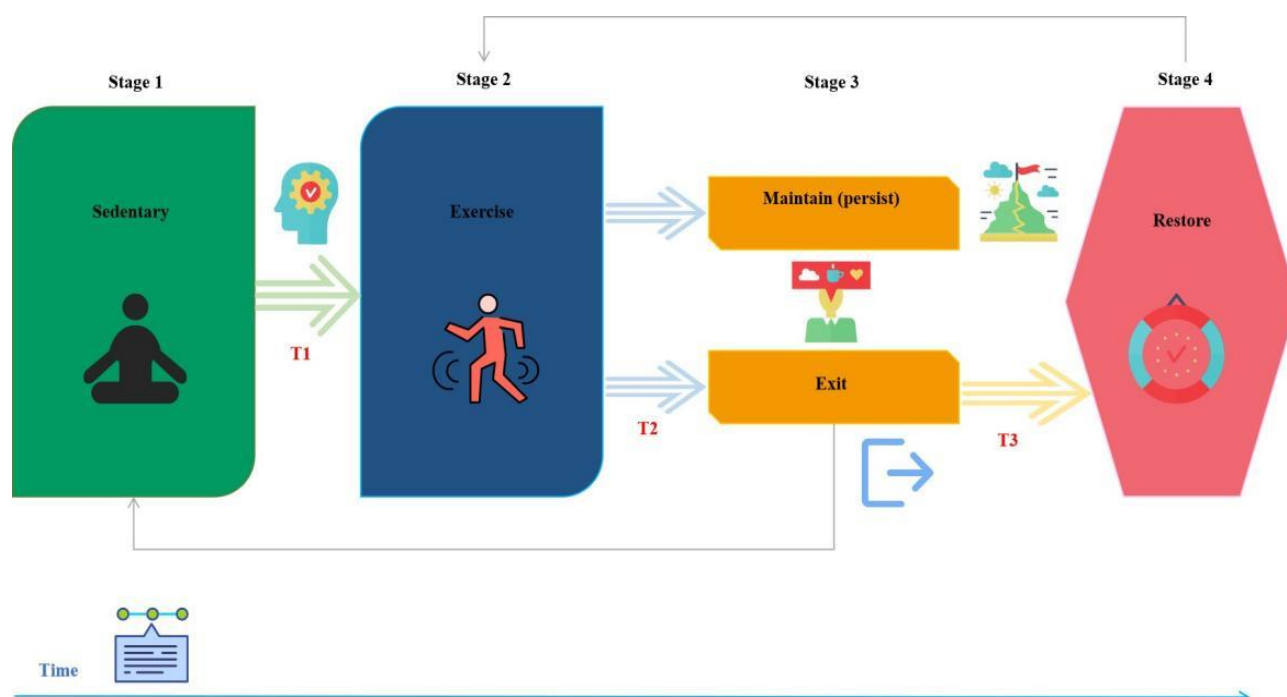 Stage 1
Stage 2
Stage 3
Stage 4
Sedentary
Exercise
Maintain (persist)
Restore
T1
Exit
T2
T3
Time